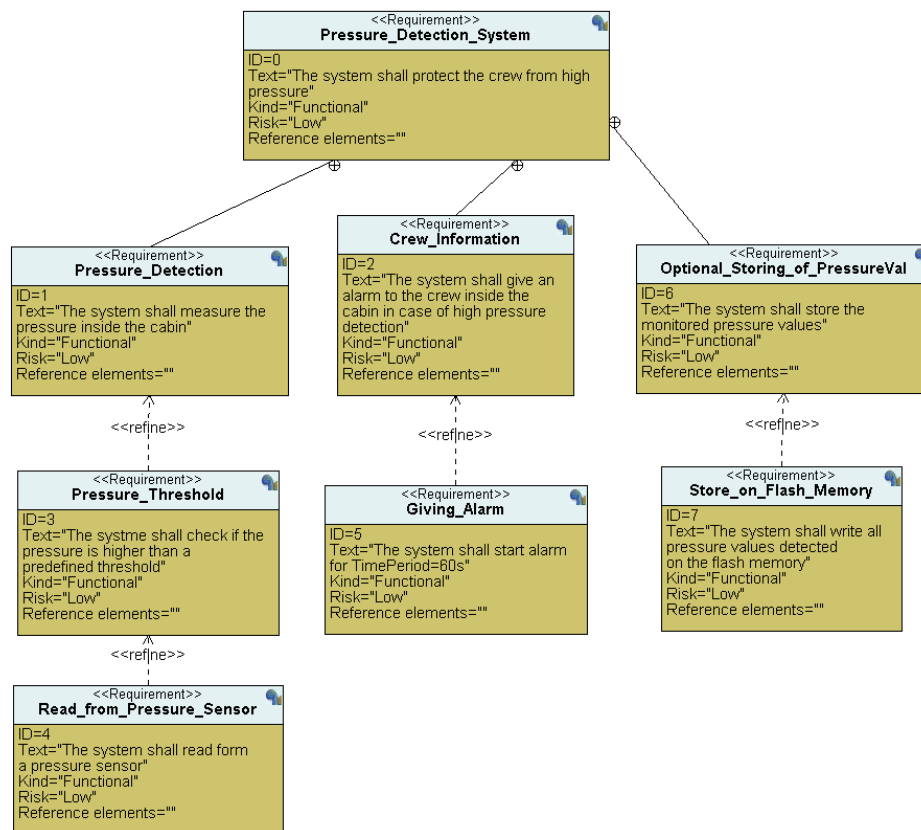 <<Requirement>>
Pressure_Detection_System
ID=0
Text="The system shall protect the crew from high
pressure"
Kind="Functional"
Risk="Low"
Reference elements=""
<<Requirement>>
Pressure_Detection
ID=1
Text="The system shall measure the
pressure inside the cabin"
Kind="Functional"
Risk="Low"
Reference elements=""
<<Requirement>>
Crew_Information
ID=2
Text="The system shall give an
alarm to the crew inside the
cabin in case of high pressure
detection"
Kind="Functional"
Risk="Low"
Reference elements=""
<<Requirement>>
Optional_Storing_of_PressureVal
ID=6
Text="The system shall store the
monitored pressure values"
Kind="Functional"
Risk="Low"
Reference elements=""
<<refine>>
<<refine>>
<<refine>>
<<Requirement>>
Pressure_Threshold
ID=3
Text="The systme shall check if the
pressure is higher than a
predefined threshold"
Kind="Functional"
Risk="Low"
Reference elements=""
<<Requirement>>
Giving_Alarm
ID=5
Text="The system shall start alarm
for TimePeriod=60s"
Kind="Functional"
Risk="Low"
Reference elements=""
<<Requirement>>
Store_on_Flash_Memory
ID=7
Text="The system shall write all
pressure values detected
on the flash memory"
Kind="Functional"
Risk="Low"
Reference elements=""
<<refine>>
<<Requirement>>
Read_from_Pressure_Sensor
ID=4
Text="The system shall read form
a pressure sensor"
Kind="Functional"
Risk="Low"
Reference elements=""